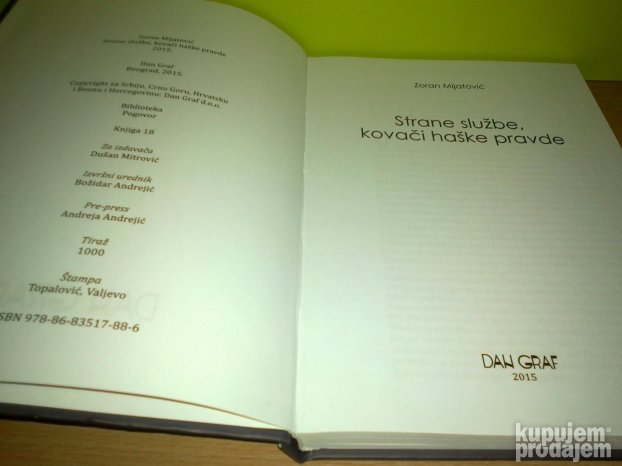 Zoran Mijatović
Strane službe, kovači haške pravde
2015.
Dan Graf
Beograd, 2015.
Copyright za Srbiju, Crnu Goru, Hrvatsku
i Bosnu i Hercegovinu: Dan Graf d.o.o.
Biblioteka
Pogovor
Knjiga 18
Za izdavača
Dušan Mitrović
Izvršni urednik
Božidar Andrejić
Pre-press
Andreja Andrejić
Tiraž
1000
Štampa
Topalović, Valjevo
ISBN 978-86-83517-88-6
Zoran Mijatović
Strane službe,
kovači haške pravde
DAN GRAF
2015
kupujem
prodajem